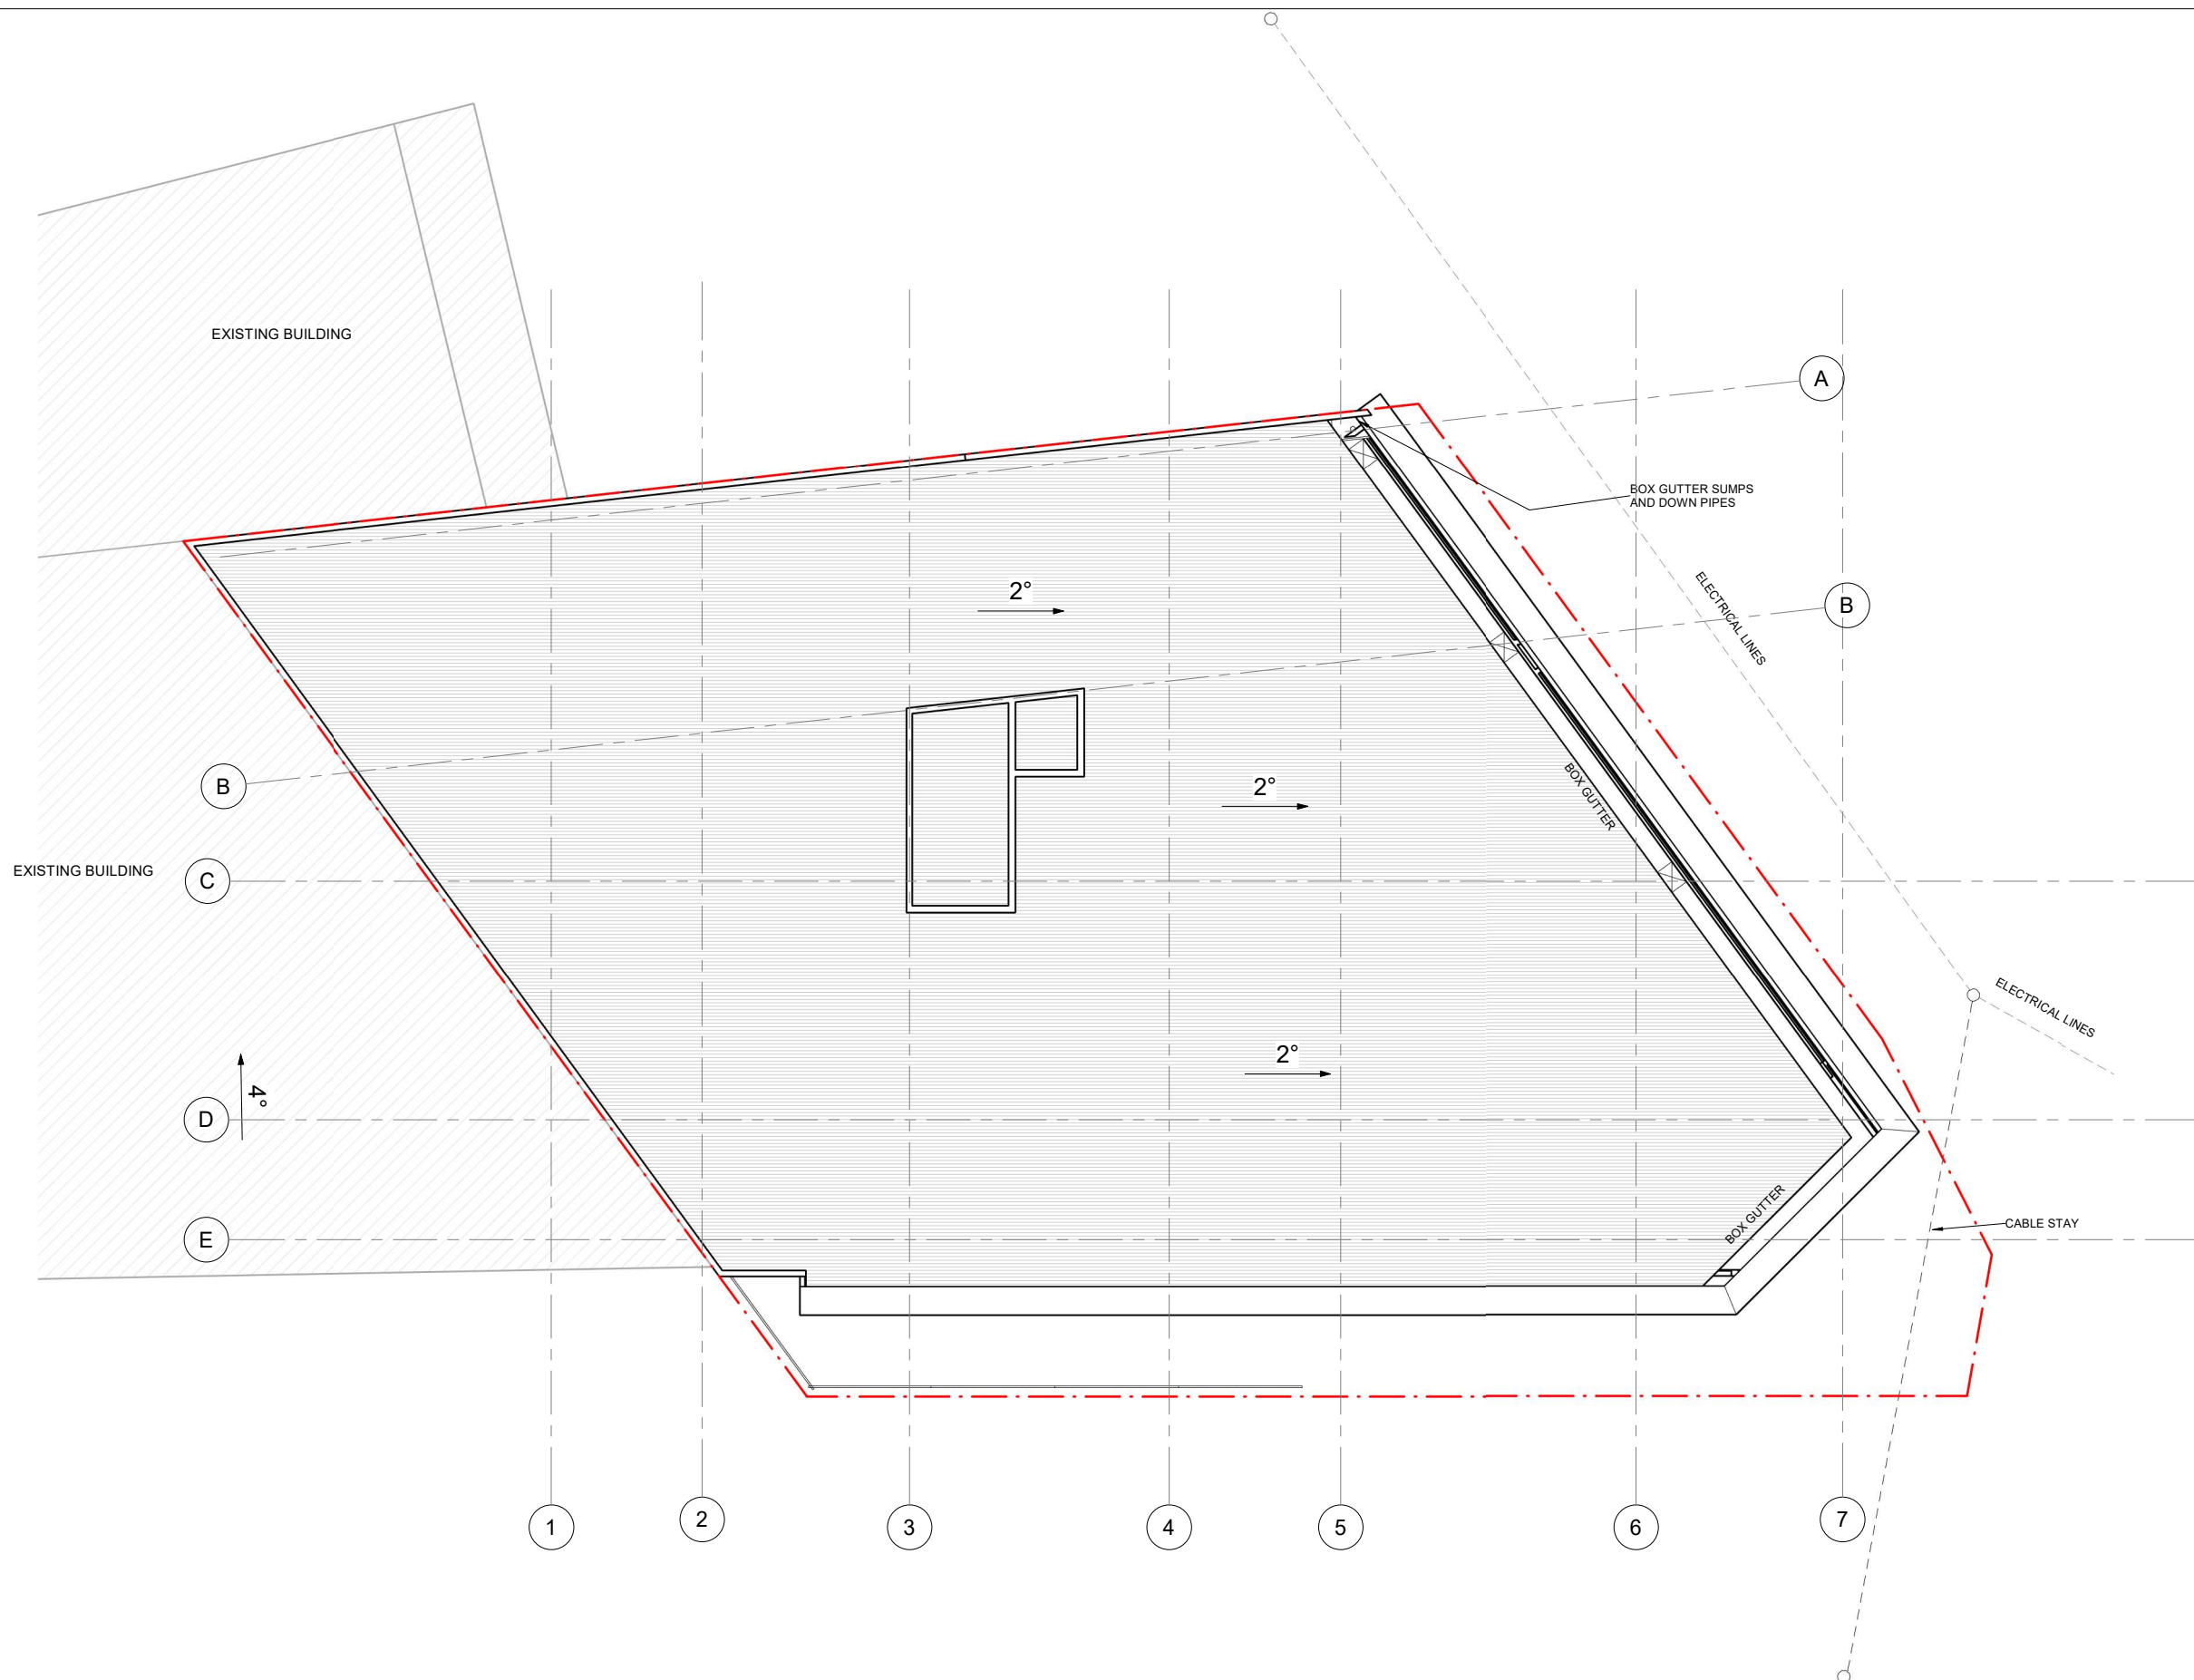 EXISTING BUILDING
A
BOX GUTTER SUMPS
AND DOWN PIPES
2°
B
ELECTRICAL LINES
B
2°
BOX GUTTER
EXISTING BUILDING
C
ELECTRICAL LINES
2°
4°
D
BOX GUTTER
CABLE STAY
E
1
2
3
4
5
6
7